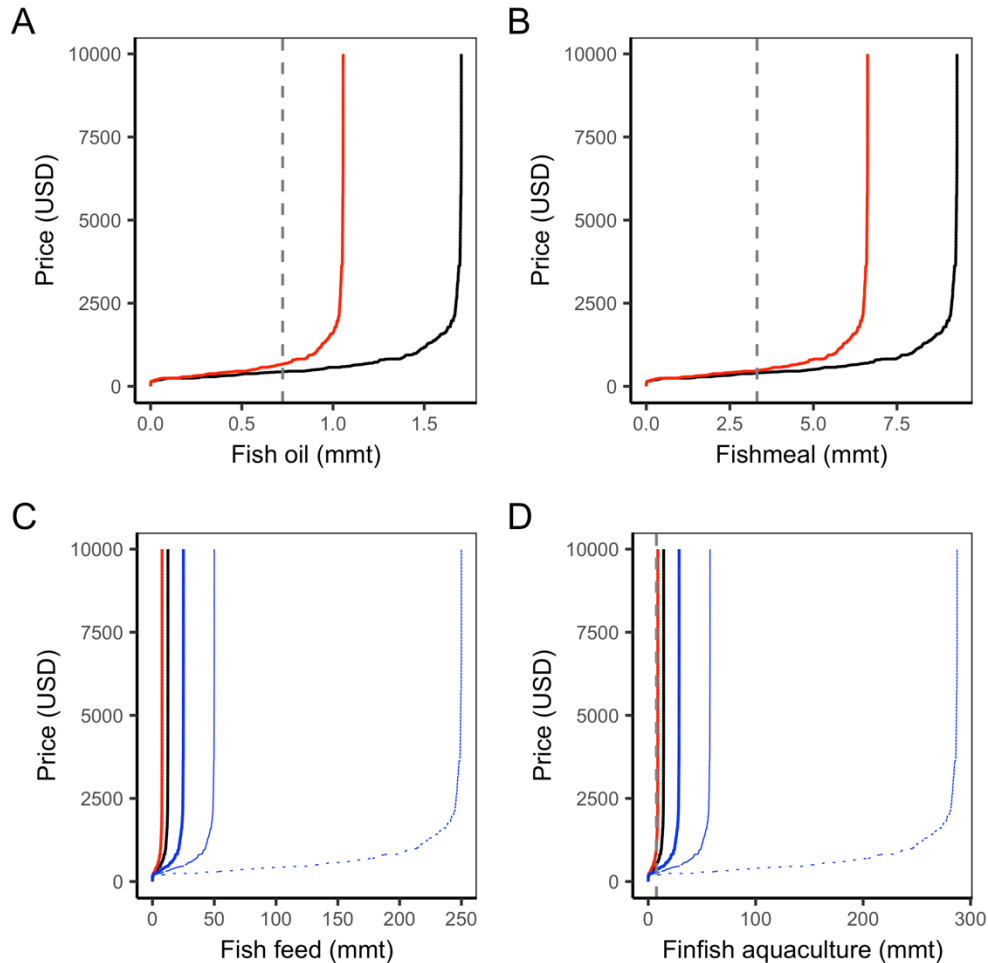 A
B
Price (USD)
10000
7500
5000
2500
0
0.0 0.5 1.0 1.5
Fish oil (mmt)
Price (USD)
10000
7500
5000
2500
0
0.0 2.5 5.0 7.5
Fishmeal (mmt)
C
D
Price (USD)
10000
7500
5000
2500
0
0 50 100 150 200 250
Fish feed (mmt)
Price (USD)
10000
7500
5000
2500
0
0 100 200 300
Finfish aquaculture (mmt)